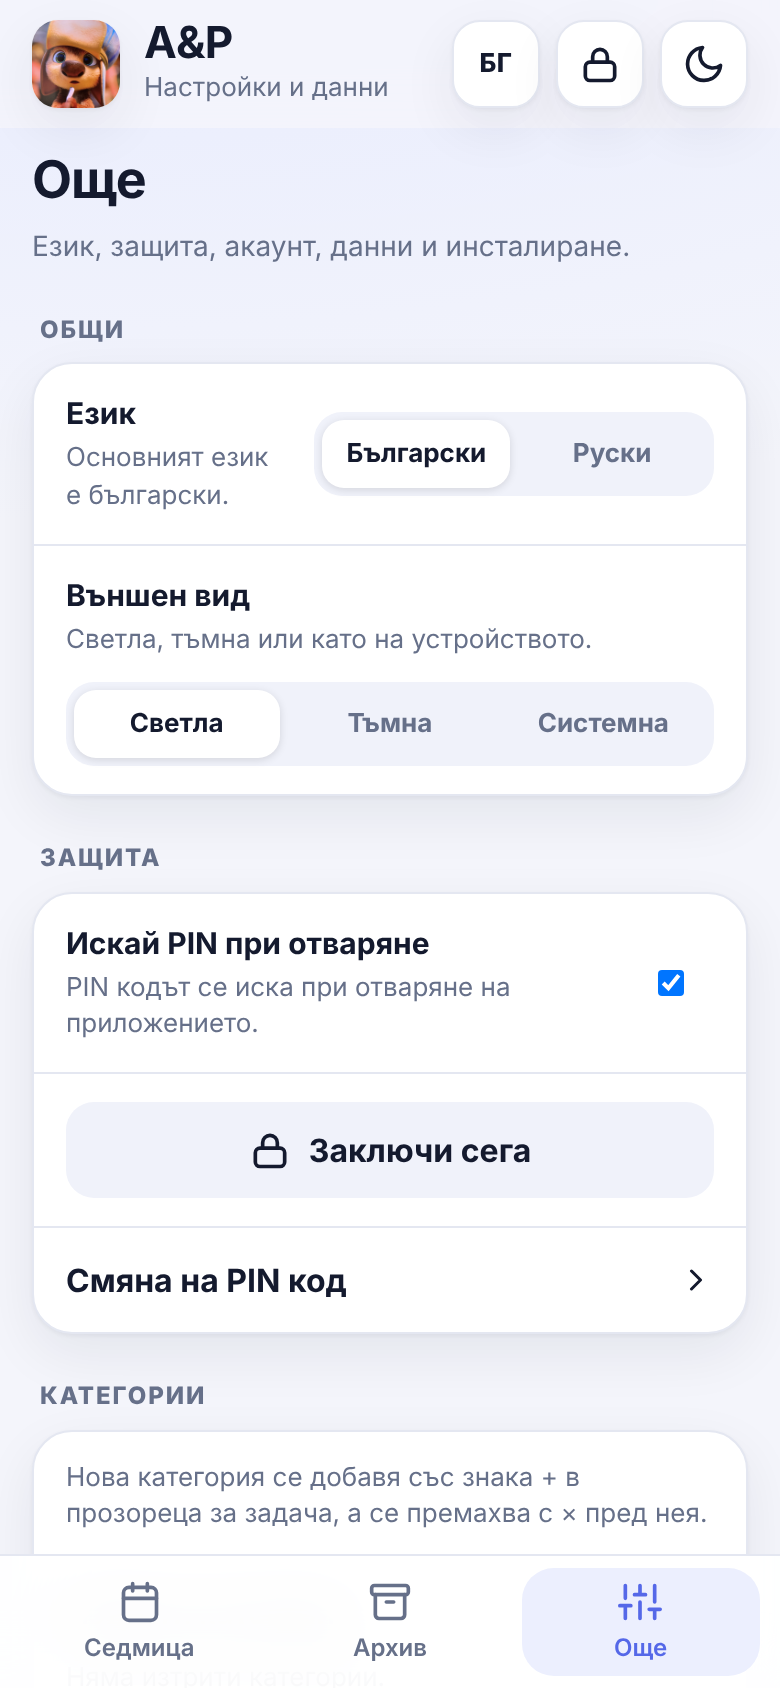 A&P
Настройки и данни
БГ
Още
Език, защита, акаунт, данни и инсталиране.
ОБЩИ
Език
Основният език
е български.
Български
Руски
Външен вид
Светла, тъмна или като на устройството.
Светла
Тъмна
Системна
ЗАЩИТА
Искай PIN при отваряне
PIN кодът се иска при отваряне на
приложението.
Заключи сега
Смяна на PIN код
КАТЕГОРИИ
Нова категория се добавя със знака + в
прозореца за задача, а се премахва с × пред нея.
Седмица
Архив
Още
Няма изтрити категории.